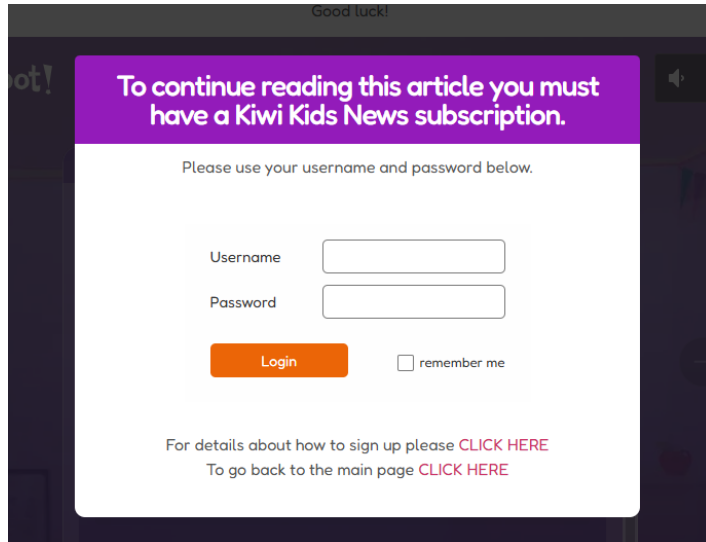 Good luck!
oot!
To continue reading this article you must
have a Kiwi Kids News subscription.
Please use your username and password below.
Username
Password
Login
remember me
For details about how to sign up please CLICK HERE
To go back to the main page CLICK HERE